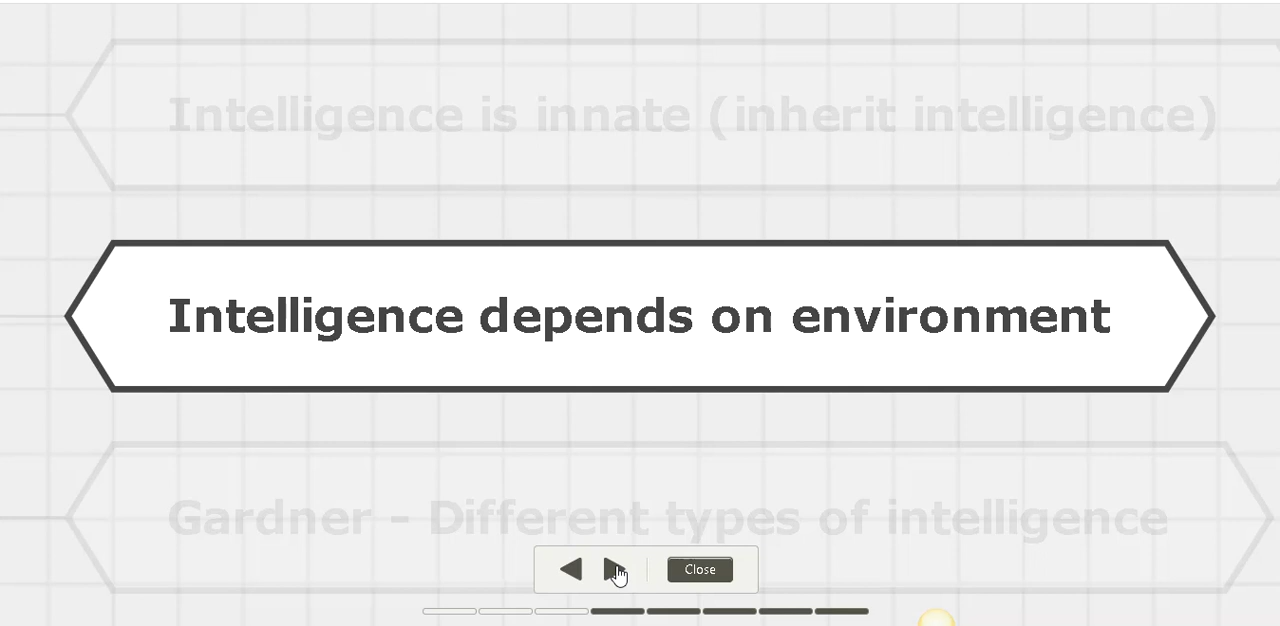 Intelligence is innate (inherit intelligence)
Intelligence depends on environment
Gardner - Different types of intelligence
Close